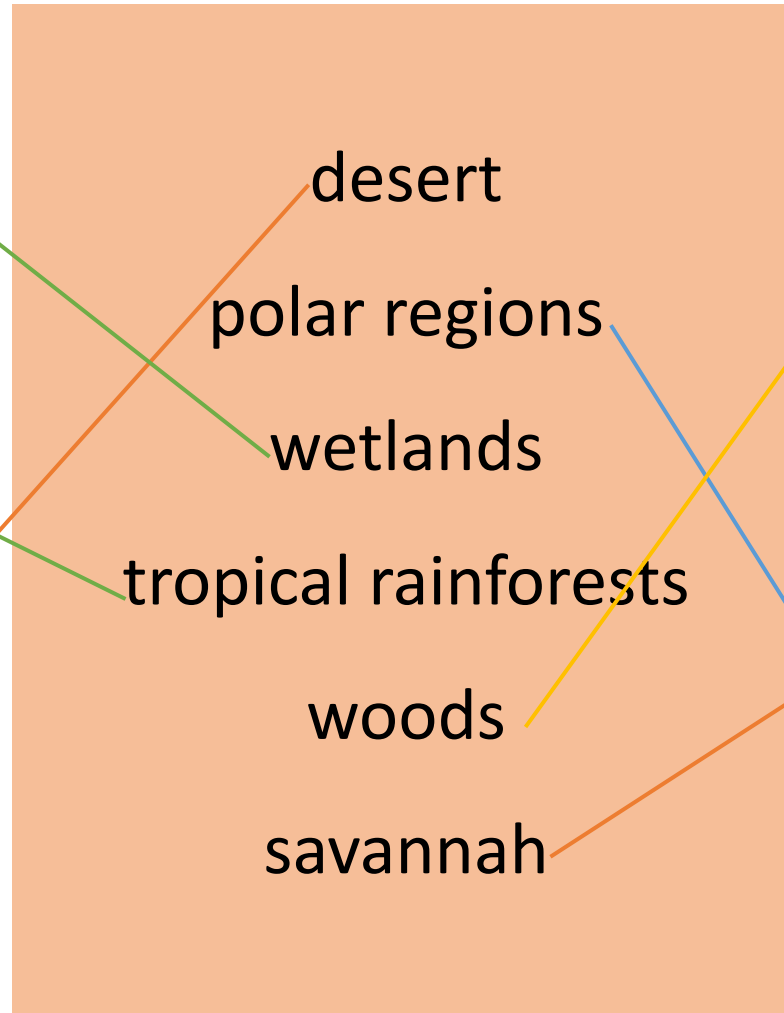 desert
polar regions
wetlands
tropical rainforests
woods
savannah